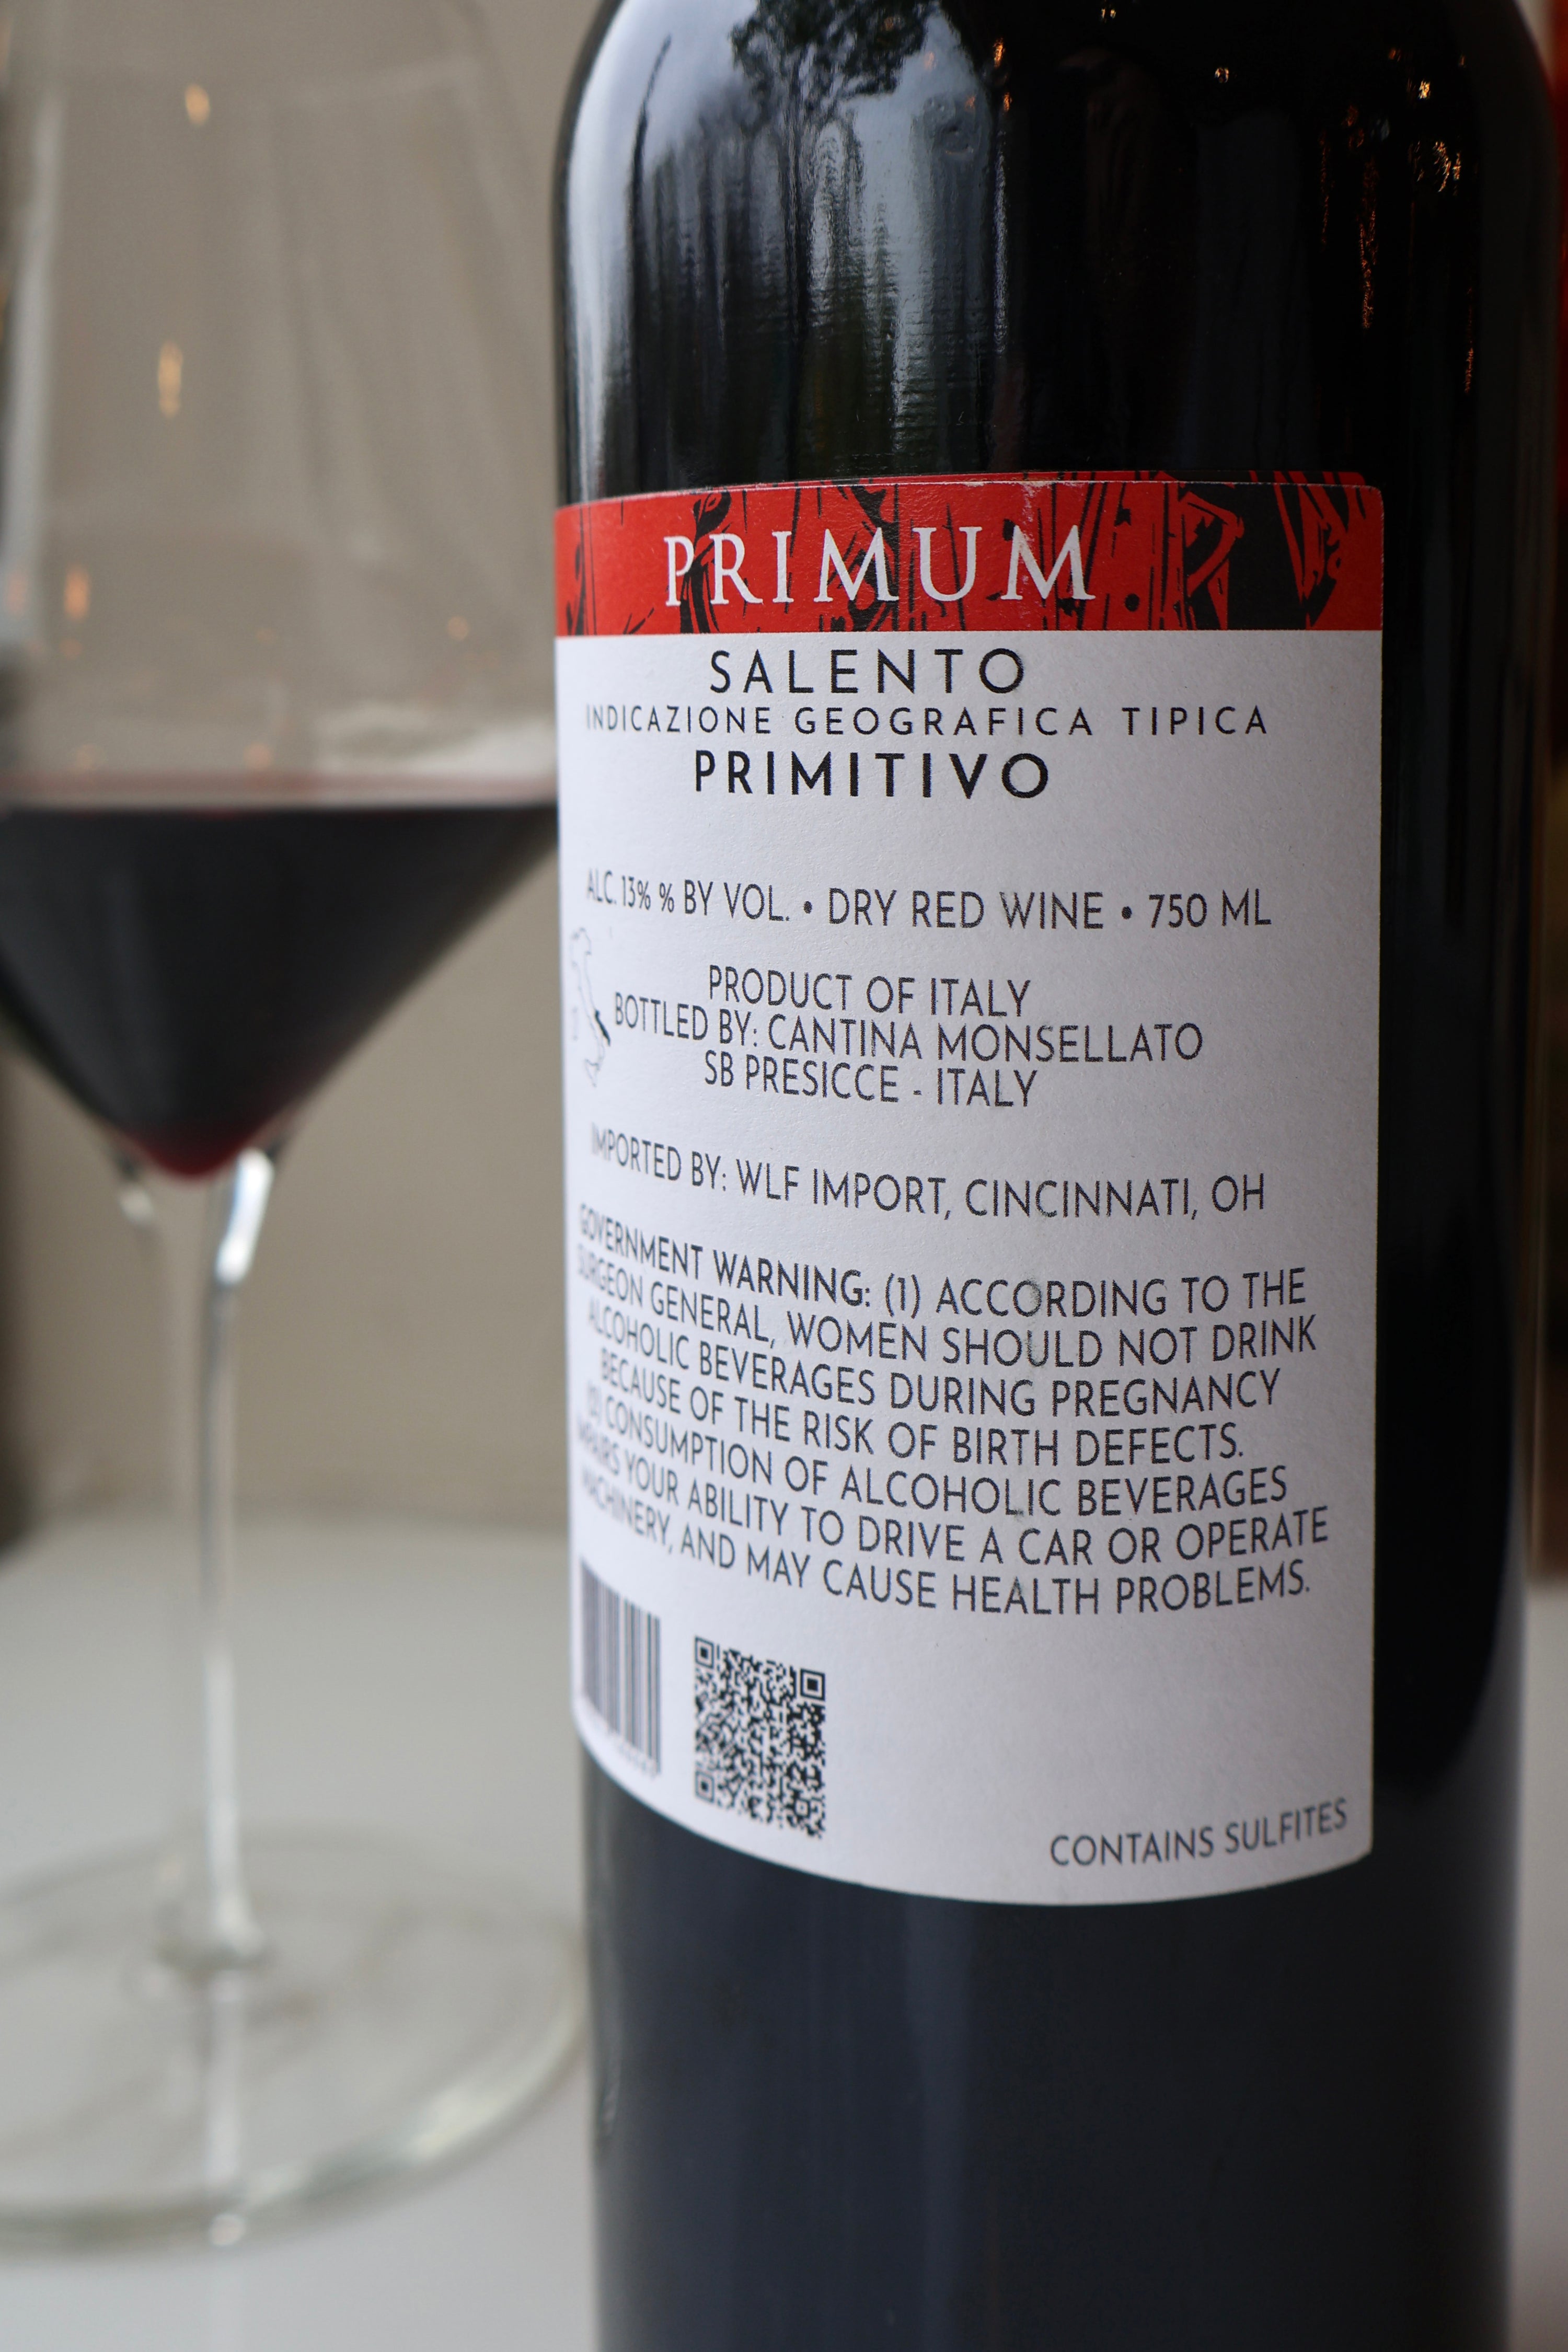 PRIMUM
SALENTO
INDICAZIONE GEOGRAFICA TIPICA
PRIMITIVO
ALC. 13% % BY VOL. • DRY RED WINE • 750 ML
PRODUCT OF ITALY
BOTTLED BY: CANTINA MONSELLATO
SB PRESICCE - ITALY
IMPORTED BY: WLF IMPORT, CINCINNATI, OH
GOVERNMENT WARNING: (1) ACCORDING TO THE
SURGEON GENERAL, WOMEN SHOULD NOT DRINK
ALCOHOLIC BEVERAGES DURING PREGNANCY
BECAUSE OF THE RISK OF BIRTH DEFECTS.
(2) CONSUMPTION OF ALCOHOLIC BEVERAGES
IMPAIRS YOUR ABILITY TO DRIVE A CAR OR OPERATE
MACHINERY, AND MAY CAUSE HEALTH PROBLEMS.
CONTAINS SULFITES